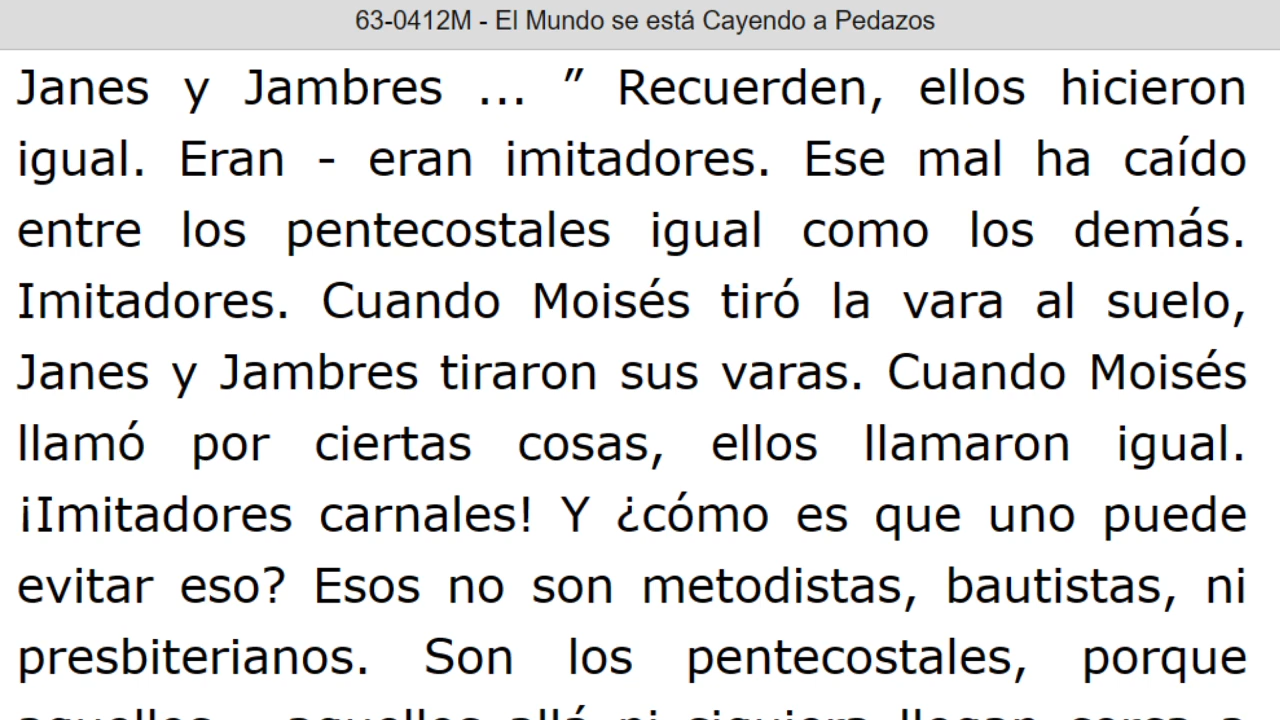 63-0412M - El Mundo se está Cayendo a Pedazos
Janes y Jambres ... ” Recuerden, ellos hicieron
igual. Eran - eran imitadores. Ese mal ha caído
entre los pentecostales igual como los demás.
Imitadores. Cuando Moisés tiró la vara al suelo,
Janes y Jambres tiraron sus varas. Cuando Moisés
llamó por ciertas cosas, ellos llamaron igual.
¡Imitadores carnales! Y ¿cómo es que uno puede
evitar eso? Esos no son metodistas, bautistas, ni
presbiterianos. Son los pentecostales, porque